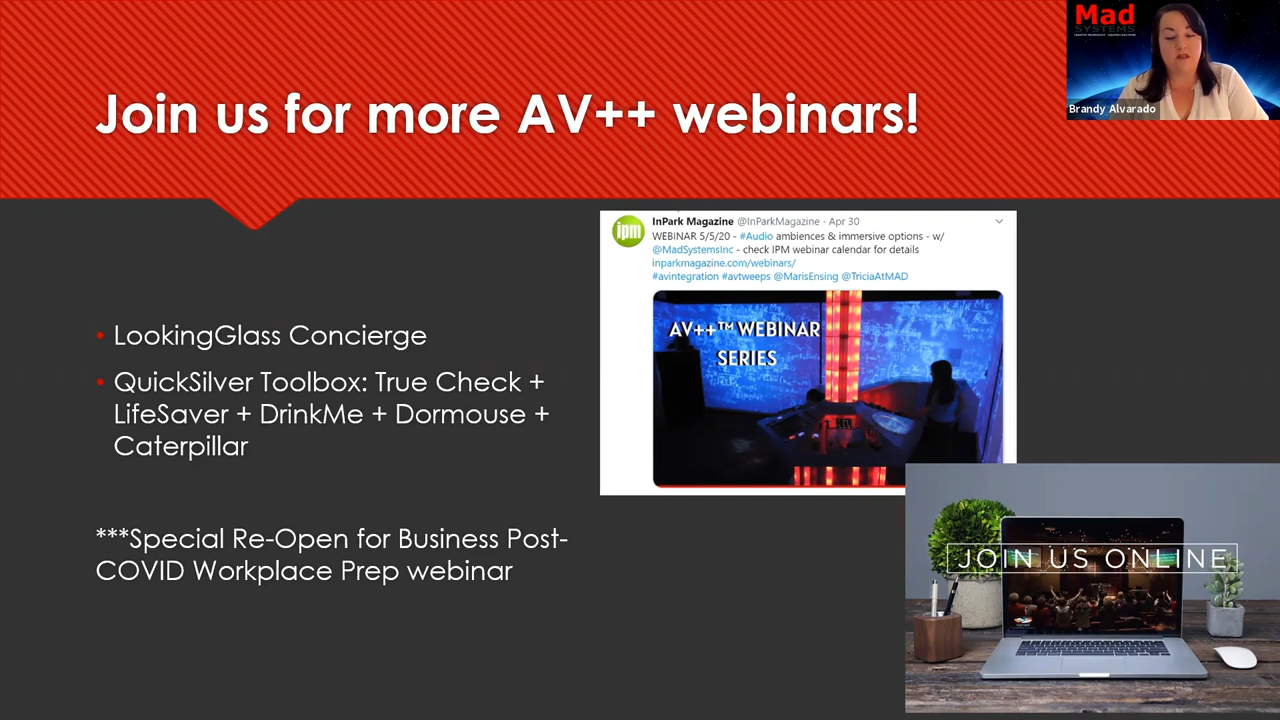 Mad
SYSTEMS
Brandy Alvarado
Join us for more AV++ webinars!
• LookingGlass Concierge
• QuickSilver Toolbox: True Check +
LifeSaver + DrinkMe + Dormouse +
Caterpillar
***Special Re-Open for Business Post-
COVID Workplace Prep webinar
ipm
InPark Magazine @InParkMagazine · Apr 30
WEBINAR 5/5/20 - #Audio ambiences & immersive options - w/
@MadSystemsInc - check IPM webinar calendar for details
inparkmagazine.com/webinars/
#avintegration #avtweeps @MarisEnsing @TriciaAtMAD
AV++™ WEBINAR
SERIES
JOIN US ONLINE